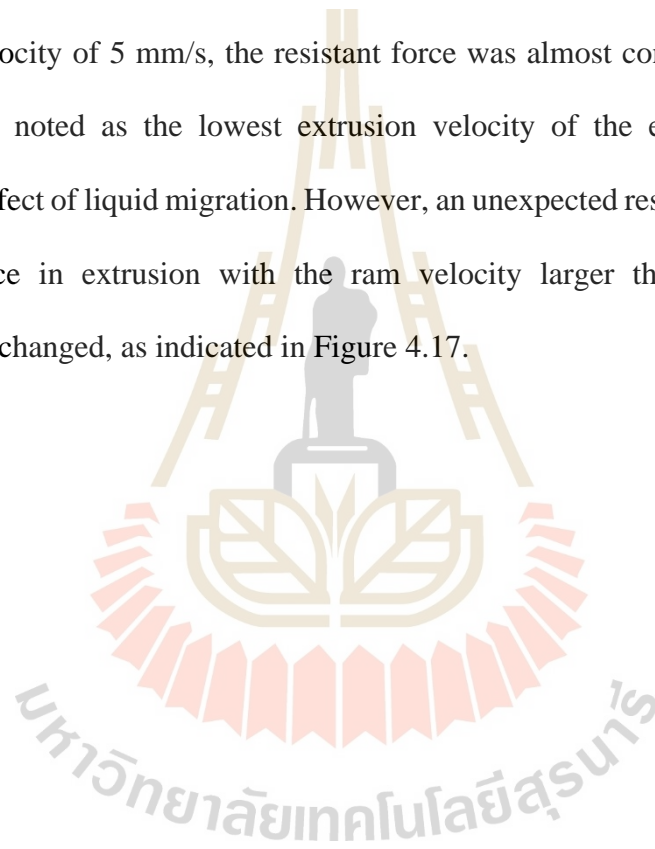 ocity of 5 mm/s, the resistant force was almost cor
noted as the lowest extrusion velocity of the e
fect of liquid migration. However, an unexpected res
ce in extrusion with the ram velocity larger th
changed, as indicated in Figure 4.17.
มหาวิทยาลัยเทคโนโลยีสุรนารี